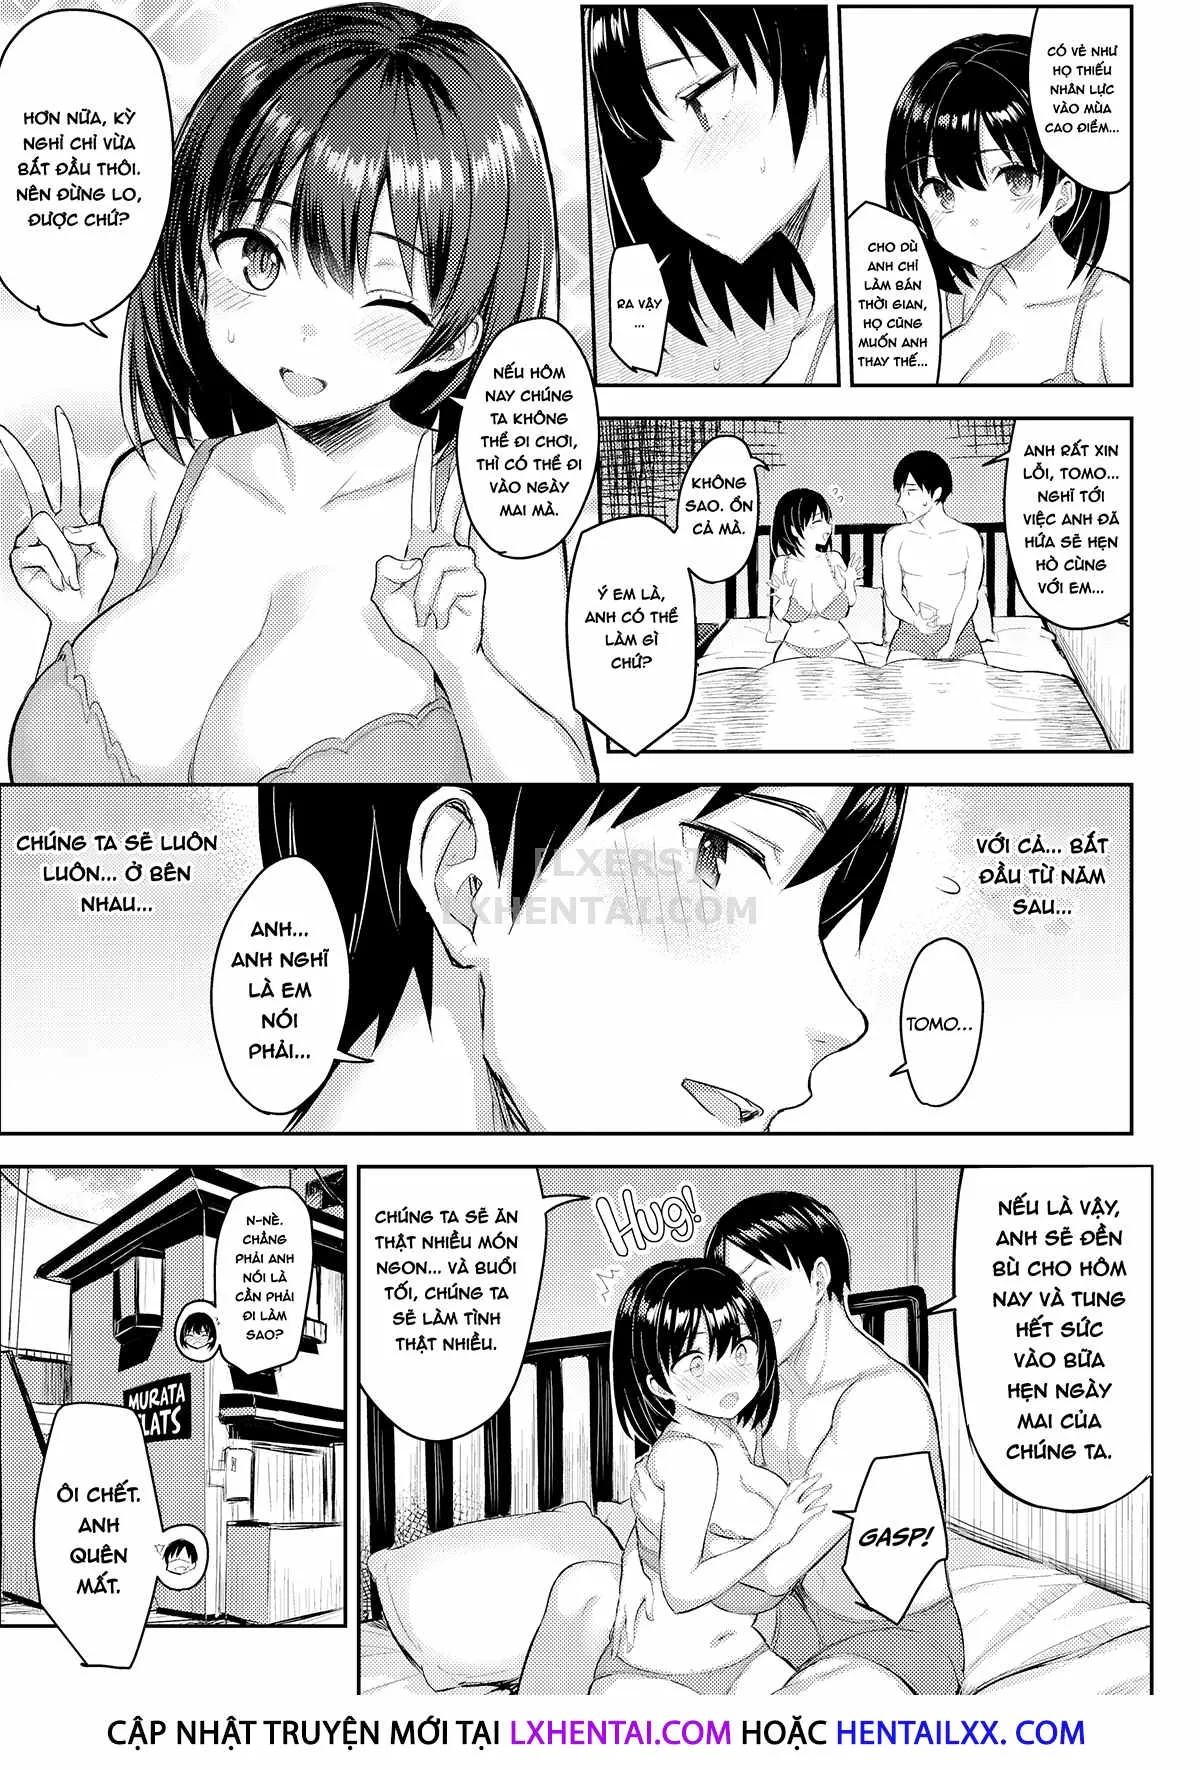 CÓ VẺ NHƯ
HỌ THIẾU
NHÂN LỰC
VÀO MÙA
CAO ĐIỂM...
CHO DÙ
ANH CHỈ
LÀM BÁN
THỜI GIAN,
HỌ CŨNG
MUỐN ANH
THAY THẾ...
RA VẬY
...
ANH RẤT XIN
LỖI, TOMO...
NGHĨ TỚI
VIỆC ANH ĐÃ
HỨA SẼ HẸN
HÒ CÙNG
VỚI EM...
KHÔNG
SAO. ỔN
CẢ MÀ.
Ý EM LÀ,
ANH CÓ THỂ
LÀM GÌ
CHỨ?
NẾU HÔM
NAY CHÚNG
TA KHÔNG
THỂ ĐI CHƠI,
THÌ CÓ THỂ ĐI
VÀO NGÀY
MAI MÀ.
HƠN NỮA, KỲ
NGHỈ CHỈ VỪA
BẮT ĐẦU THÔI.
NÊN ĐỪNG LO,
ĐƯỢC CHỨ?
VỚI CẢ... BẮT
ĐẦU TỪ NĂM
SAU...
TOMO...
[LXERS]
LXHENTAI.COM
ANH...
ANH NGHĨ
LÀ EM
NÓI
PHẢI...
CHÚNG TA SẼ LUÔN
LUÔN... Ở BÊN
NHAU...
NẾU LÀ VẬY,
ANH SẼ ĐỀN
BÙ CHO HÔM
NAY VÀ TUNG
HẾT SỨC
VÀO BỮA
HẸN NGÀY
MAI CỦA
CHÚNG TA.
HUG!
GASP!
CHÚNG TA SẼ ĂN
THẬT NHIỀU MÓN
NGON... VÀ BUỔI
TỐI, CHÚNG TA
SẼ LÀM TÌNH
THẬT NHIỀU.
N-NÈ.
CHẲNG
PHẢI ANH
NÓI LÀ
CẦN PHẢI
ĐI LÀM
SAO?
MURATA
FLATS
ÔI CHẾT.
ANH
QUÊN
MẤT.
CẬP NHẬT TRUYỆN MỚI TẠI LXHENTAI.COM HOẶC HENTAILXX. COM